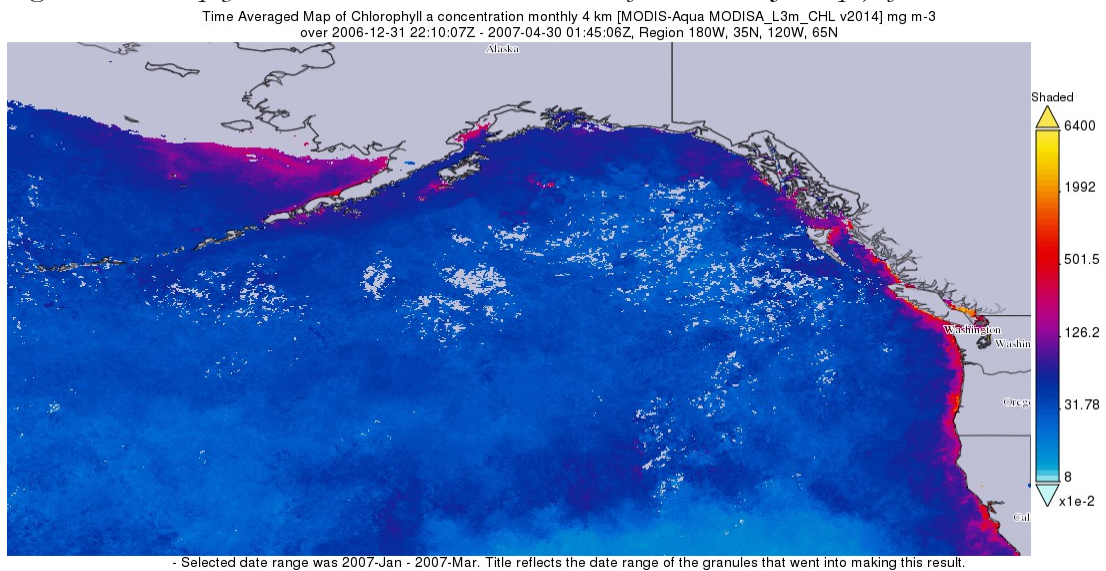 Time Averaged Map of Chlorophyll a concentration monthly 4 km [MODIS-Aqua MODISA_L3m_CHL v2014] mg m-3
over 2006-12-31 22:10:07Z - 2007-04-30 01:45:06Z, Region 180W, 35N, 120W, 65N
Alaska
Shaded
6400
1992
501.5
126.2
31.78
8
x1e-2
Washington
Washin
Orego
Cal
- Selected date range was 2007-Jan - 2007-Mar. Title reflects the date range of the granules that went into making this result.